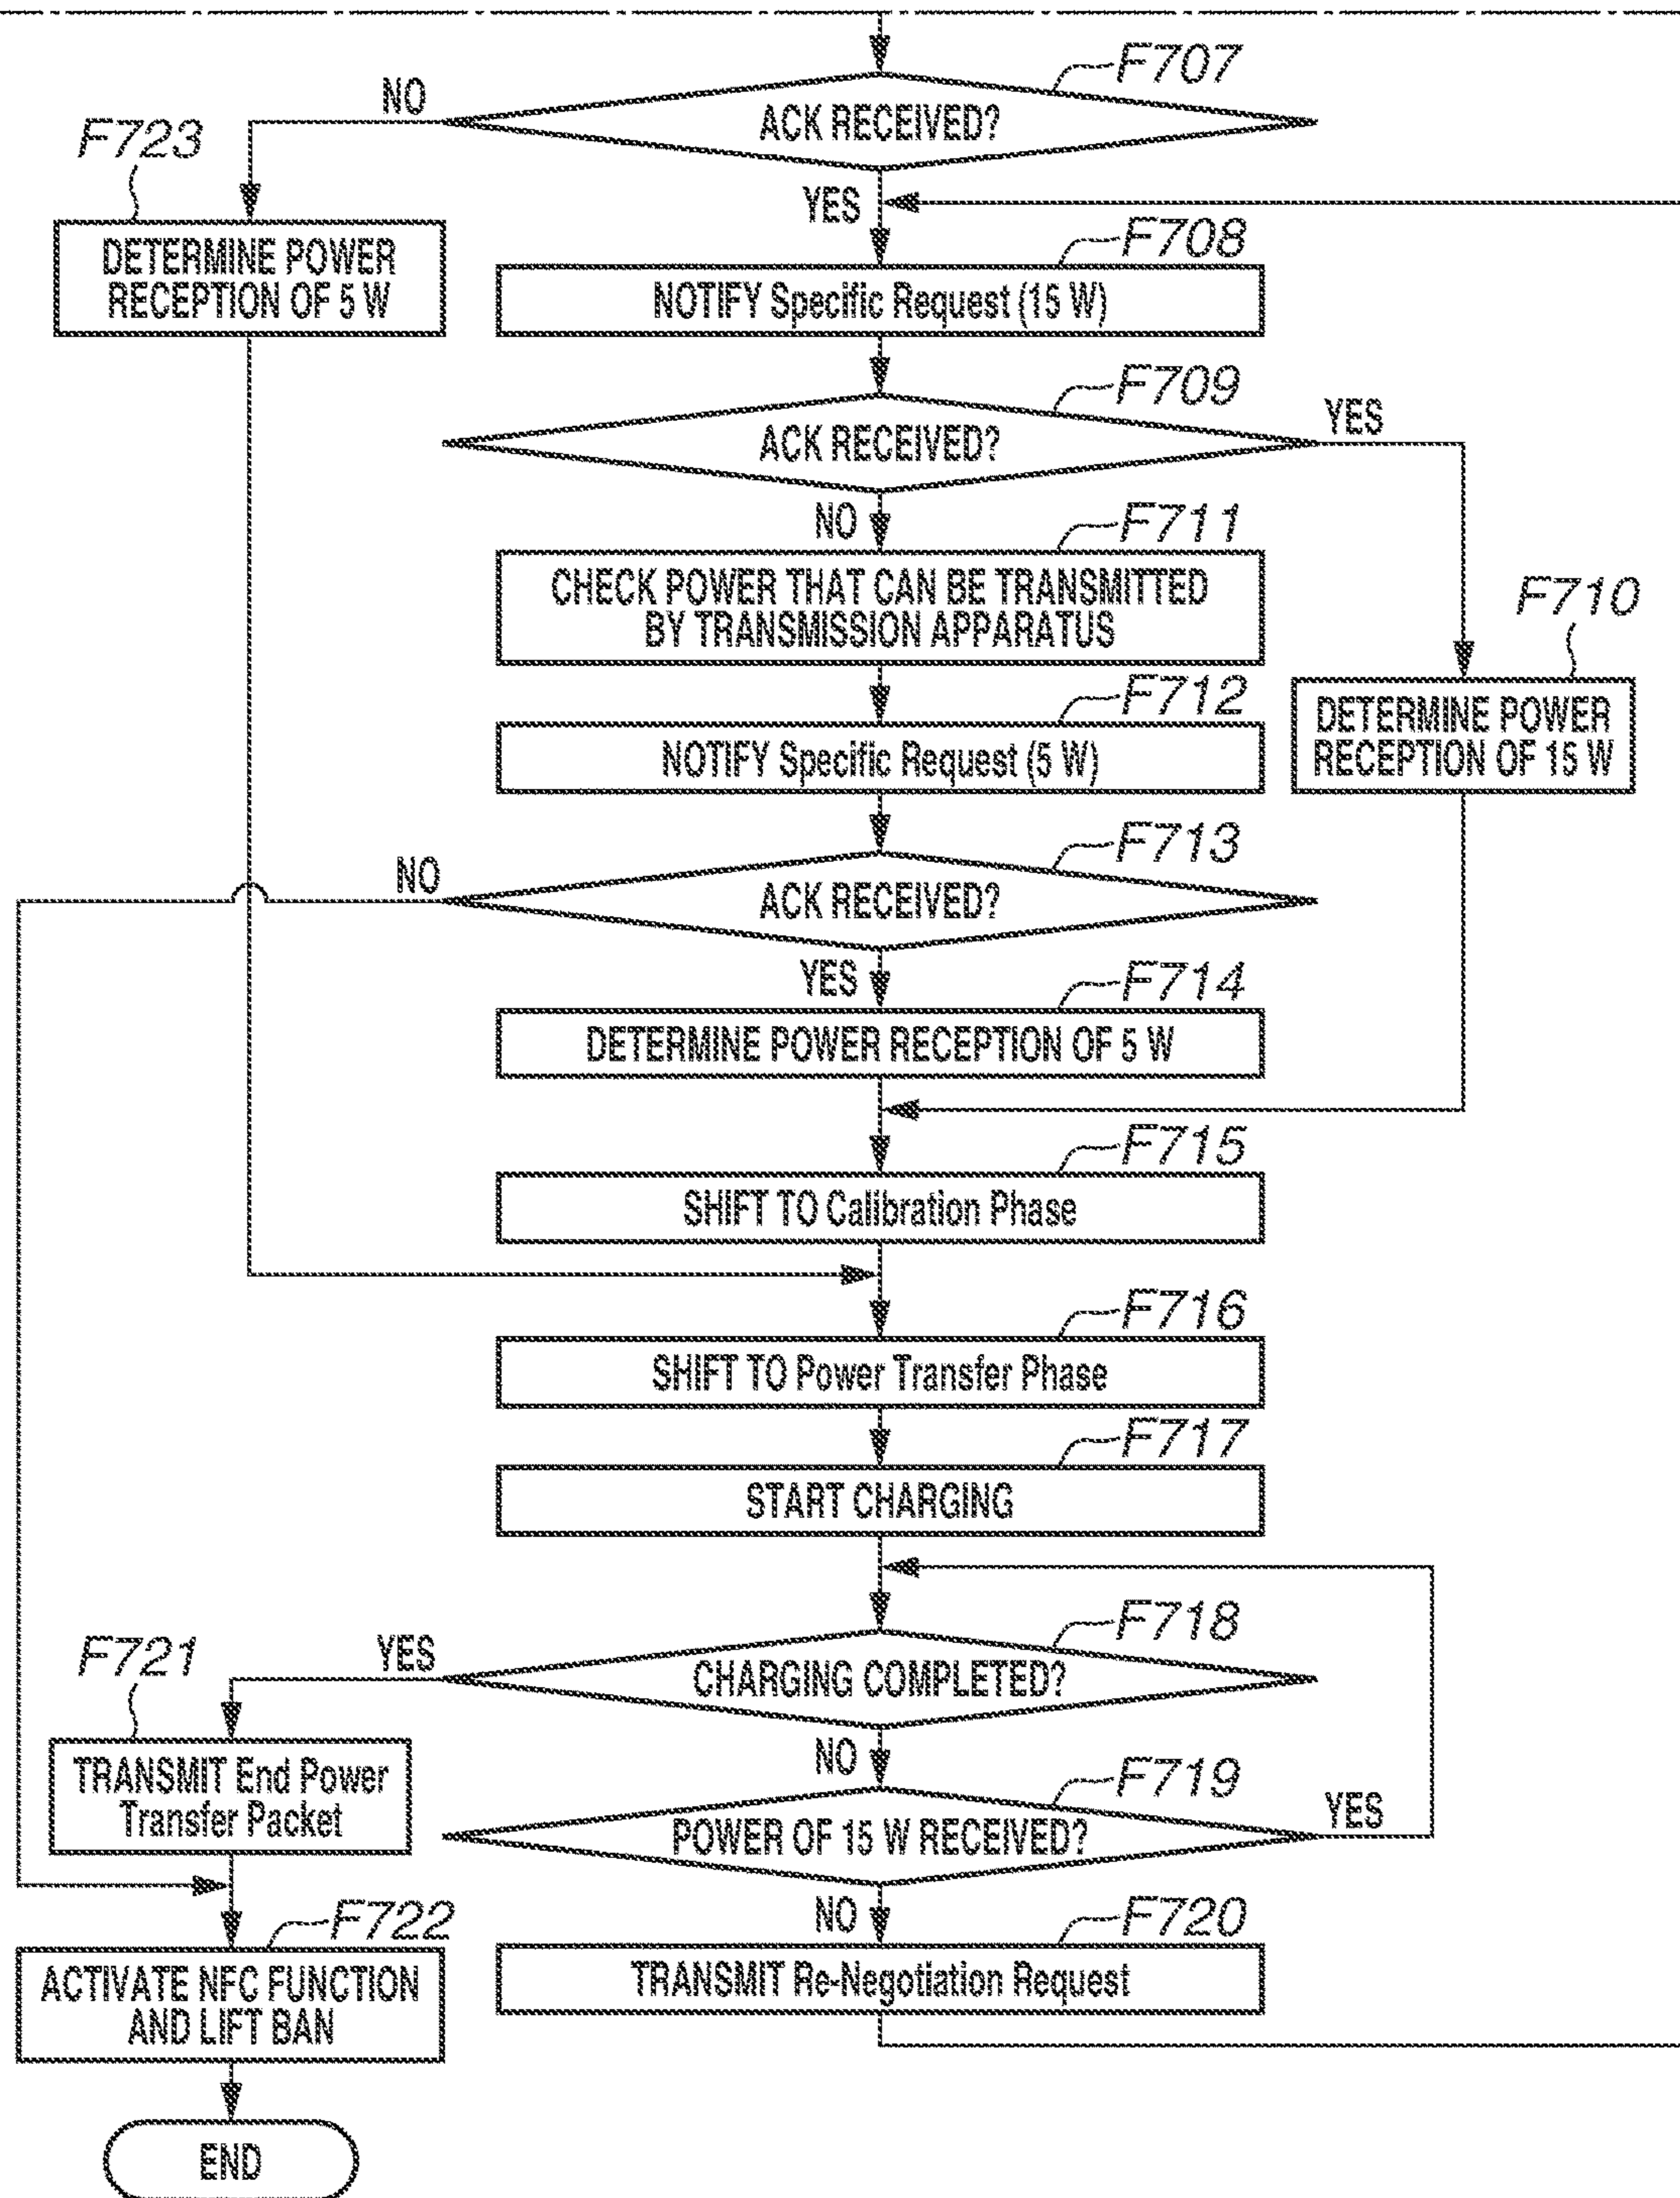 F707
NO
ACK RECEIVED?
F723
YES
DETERMINE POWER
RECEPTION OF 5 W
F708
NOTIFY Specific Request (15 W)
F709
YES
ACK RECEIVED?
NO
F711
CHECK POWER THAT CAN BE TRANSMITTED
BY TRANSMISSION APPARATUS
F710
DETERMINE POWER
RECEPTION OF 15 W
F712
NOTIFY Specific Request (5 W)
F713
NO
ACK RECEIVED?
YES
F714
DETERMINE POWER RECEPTION OF 5 W
F715
SHIFT TO Calibration Phase
F716
SHIFT TO Power Transfer Phase
F717
START CHARGING
F718
YES
CHARGING COMPLETED?
F721
TRANSMIT End Power
Transfer Packet
NO
F719
YES
POWER OF 15 W RECEIVED?
NO
F720
TRANSMIT Re-Negotiation Request
F722
ACTIVATE NFC FUNCTION
AND LIFT BAN
END